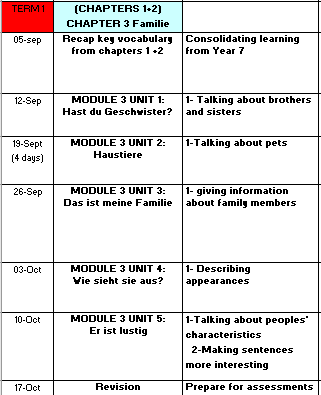 TERM 1 (CHAPTERS 1+2)
CHAPTER 3 Familie
05-sep Recap key vocabulary Consolidating learning
from chapters 1+2 from Year 7
12-Sep MODULE 3 UNIT 1: 1- Talking about brothers
Hast du Geschwister? and sisters
19-Sept MODULE 3 UNIT 2: 1-Talking about pets
(4 days) Haustiere
26-Sep MODULE 3 UNIT 3: 1- giving information
Das ist meine Familie about family members
03-Oct MODULE 3 UNIT 4: 1- Describing
Wie sieht sie aus? appearances
10-Oct MODULE 3 UNIT 5: 1-Talking about peoples'
Er ist lustig characteristics
2-Making sentences
more interesting
17-Oct Revision Prepare for assessments